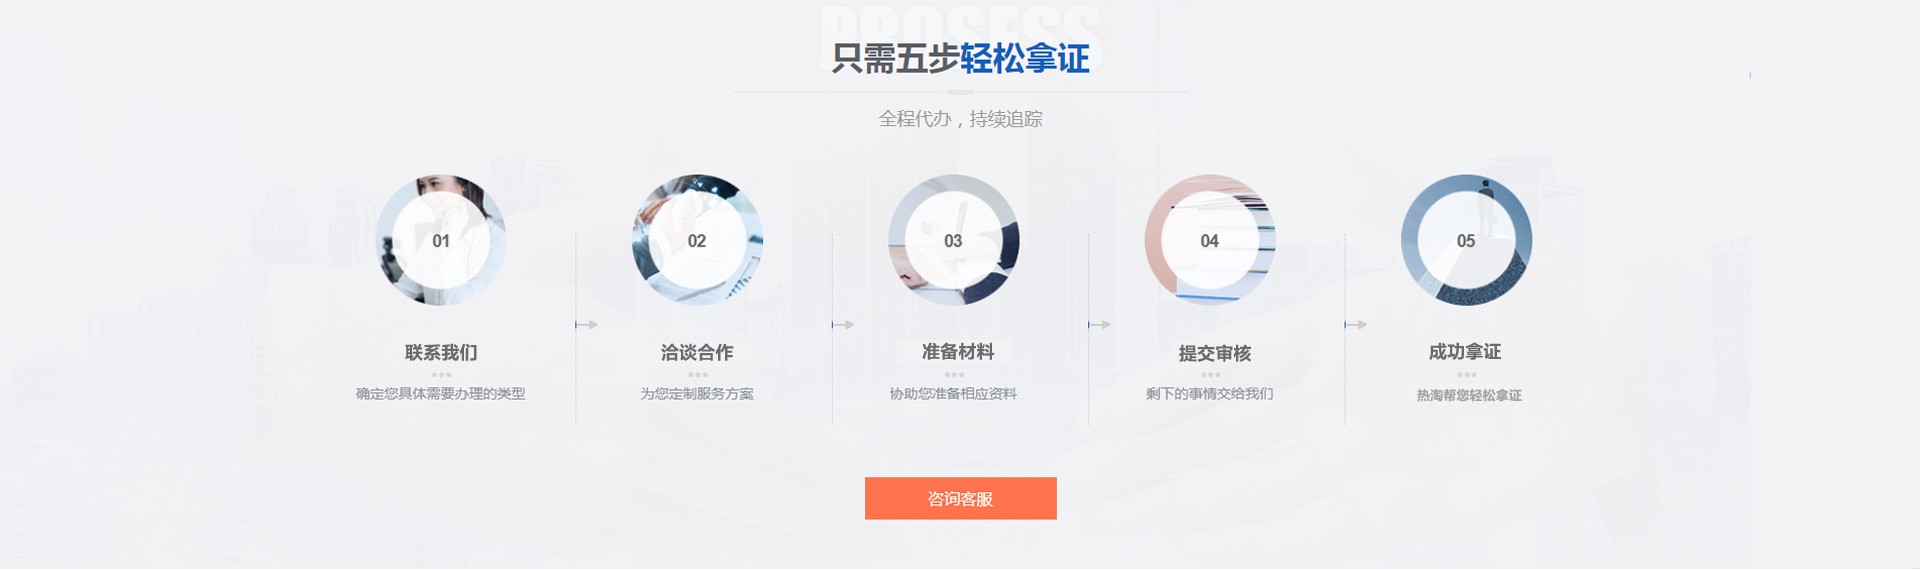 PROSESS
只需五步轻松拿证
全程代办，持续追踪
01
02
03
04
05
联系我们
洽谈合作
准备材料
提交审核
成功拿证
确定您具体需要办理的类型
为您定制服务方案
协助您准备相应资料
剩下的事情交给我们
热淘帮您轻松拿证
咨询客服